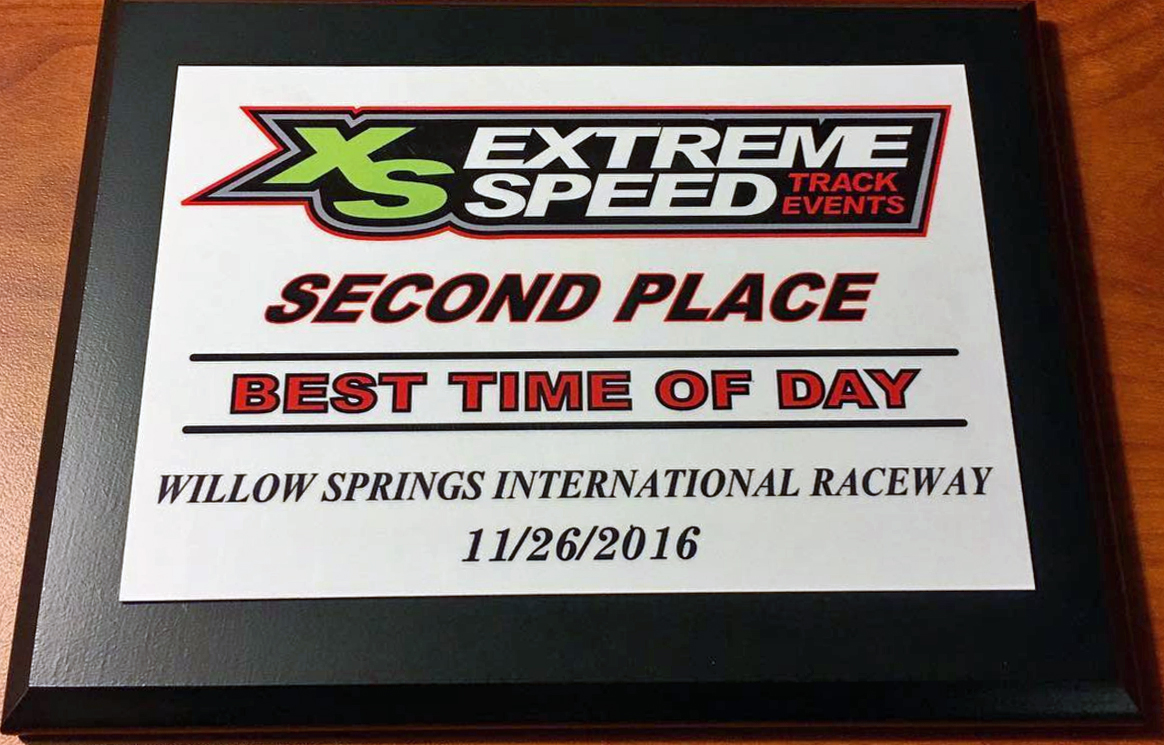 XS EXTREME
SPEED TRACK
EVENTS
SECOND PLACE
BEST TIME OF DAY
WILLOW SPRINGS INTERNATIONAL RACEWAY
11/26/2016